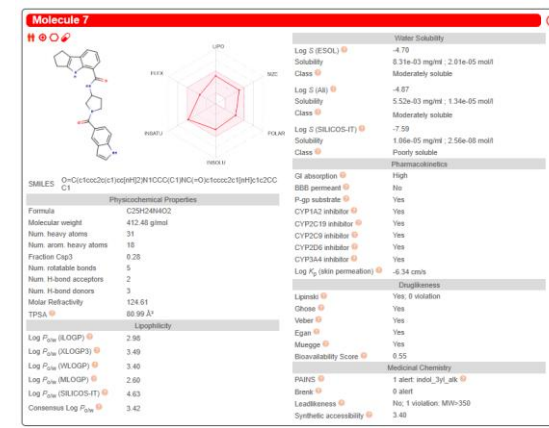 Molecule 7
LIPO
FLEX
SIZE
INSATU
POLAR
INSOLU
SMILES O=C(c1ccc2c(c1)cc[nH]2)N1CCC(C1)NC(=O)c1cccc2c1[nH]c1c2CC
C1
Physicochemical Properties
Formula C25H24N4O2
Molecular weight 412.48 g/mol
Num. heavy atoms 31
Num. arom. heavy atoms 18
Fraction Csp3 0.28
Num. rotatable bonds 5
Num. H-bond acceptors 2
Num. H-bond donors 3
Molar Refractivity 124.61
TPSA 80.99 Å²
Lipophilicity
Log Po/w (iLOGP) 2.98
Log Po/w (XLOGP3) 3.49
Log Po/w (WLOGP) 3.40
Log Po/w (MLOGP) 2.60
Log Po/w (SILICOS-IT) 4.63
Consensus Log Po/w 3.42
Water Solubility
Log S (ESOL) -4.70
Solubility 8.31e-03 mg/ml ; 2.01e-05 mol/l
Class Moderately soluble
Log S (Ali) -4.87
Solubility 5.52e-03 mg/ml ; 1.34e-05 mol/l
Class Moderately soluble
Log S (SILICOS-IT) -7.59
Solubility 1.06e-05 mg/ml ; 2.56e-08 mol/l
Class Poorly soluble
Pharmacokinetics
GI absorption High
BBB permeant No
P-gp substrate Yes
CYP1A2 inhibitor Yes
CYP2C19 inhibitor Yes
CYP2C9 inhibitor Yes
CYP2D6 inhibitor Yes
CYP3A4 inhibitor Yes
Log Kp (skin permeation) -6.34 cm/s
Druglikeness
Lipinski Yes; 0 violation
Ghose Yes
Veber Yes
Egan Yes
Muegge Yes
Bioavailability Score 0.55
Medicinal Chemistry
PAINS 1 alert: indol_3yl_alk
Brenk 0 alert
Leadlikeness No; 1 violation: MW>350
Synthetic accessibility 3.40